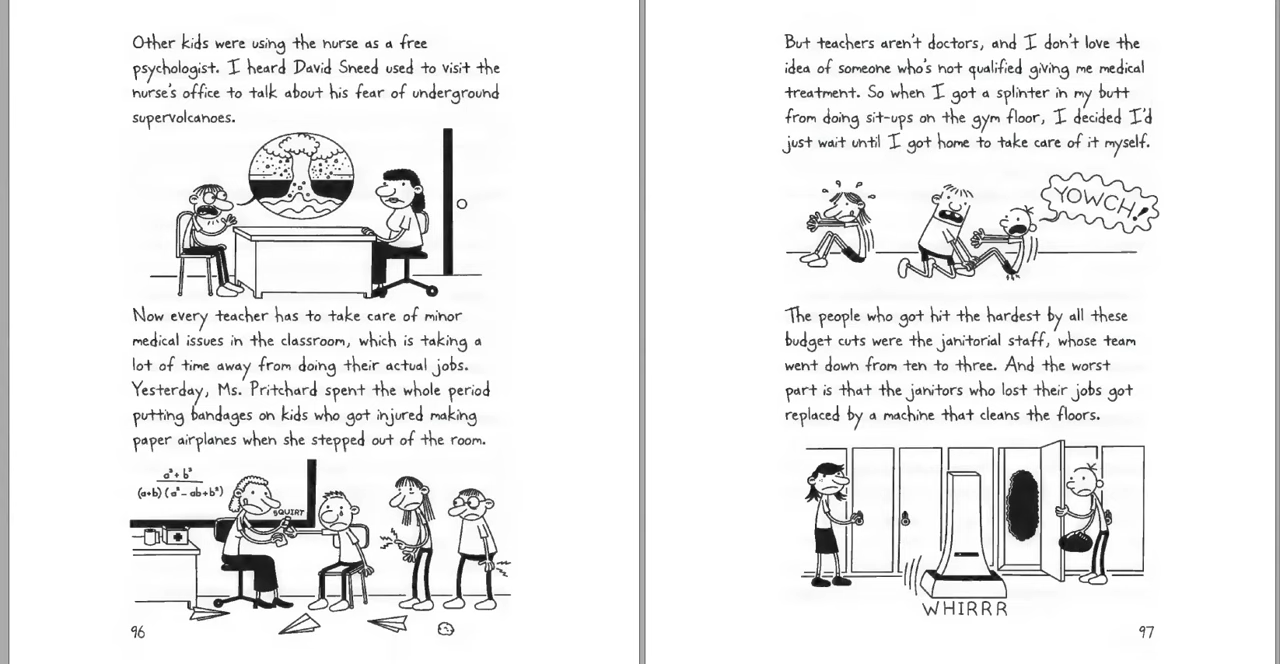 Other kids were using the nurse as a free
psychologist. I heard David Sneed used to visit the
nurse's office to talk about his fear of underground
supervolcanoes.
Now every teacher has to take care of minor
medical issues in the classroom, which is taking a
lot of time away from doing their actual jobs.
Yesterday, Ms. Pritchard spent the whole period
putting bandages on kids who got injured making
paper airplanes when she stepped out of the room.
a³ + b³
(a+b) (a² - ab + b²)
SQUIRT
96
But teachers aren't doctors, and I don't love the
idea of someone who's not qualified giving me medical
treatment. So when I got a splinter in my butt
from doing sit-ups on the gym floor, I decided I'd
just wait until I got home to take care of it myself.
YOWCH!
The people who got hit the hardest by all these
budget cuts were the janitorial staff, whose team
went down from ten to three. And the worst
part is that the janitors who lost their jobs got
replaced by a machine that cleans the floors.
WHIRRR
97